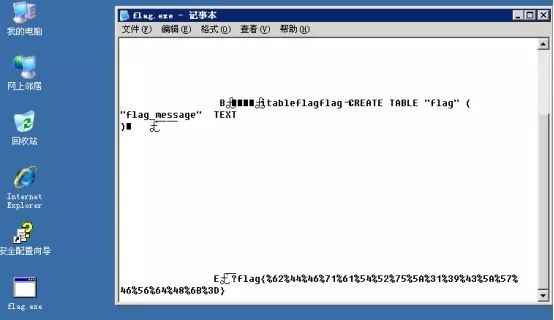 我的电脑
网上邻居
回收站
Internet
Explorer
安全配置向导
flag.exe
flag.exe - 记事本
文件(F) 编辑(E) 格式(O) 查看(V) 帮助(H)
tableflagflag CREATE TABLE "flag" (
"flag_message" TEXT
)
flag{%62%44%46%71%61%54%52%75%5A%31%39%43%5A%57%
46%56%64%48%6B%3D}